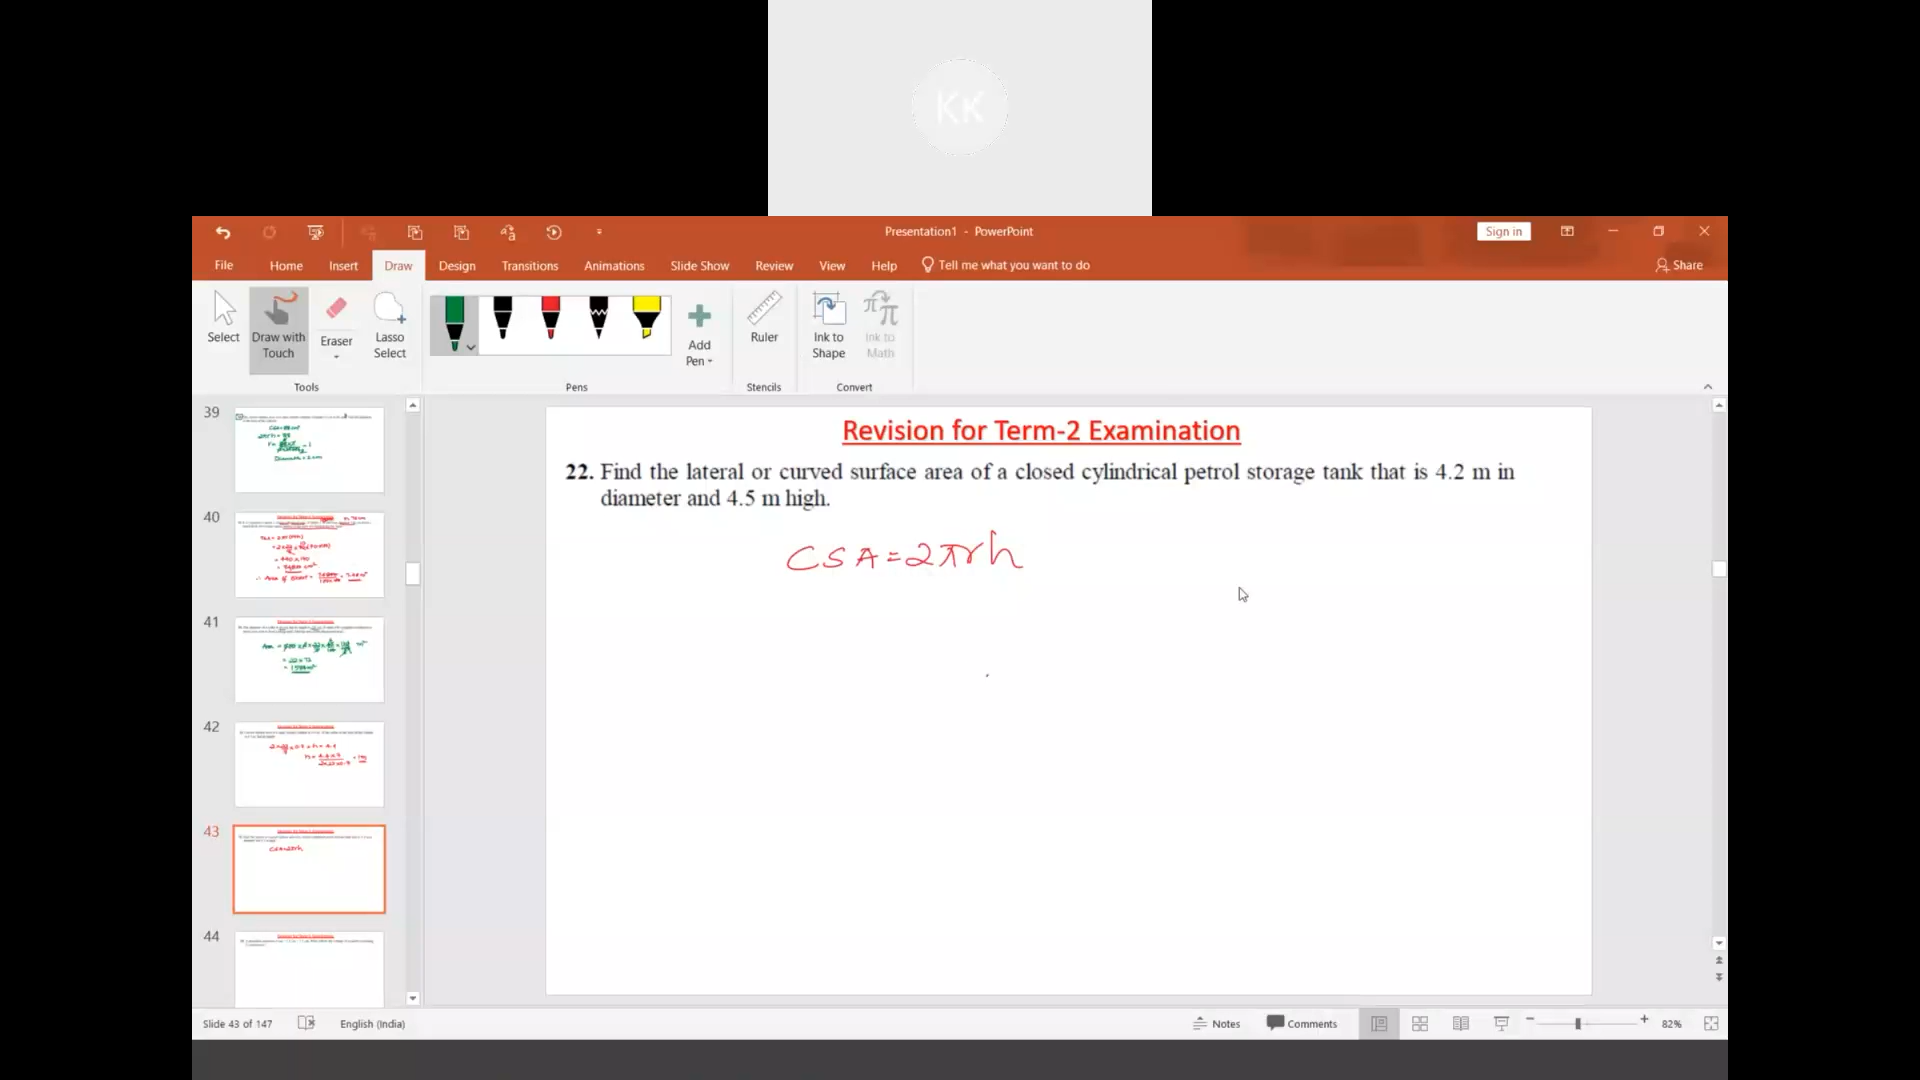 KK
Presentation1 - PowerPoint
Sign in
File Home Insert Draw Design Transitions Animations Slide Show Review View Help Tell me what you want to do Share
Select
Draw with Touch
Eraser
Lasso Select
Add Pen
Ruler
Ink to Shape
Ink to Math
Tools Pens Stencils Convert
39
40
41
42
43
44
Revision for Term-2 Examination
22. Find the lateral or curved surface area of a closed cylindrical petrol storage tank that is 4.2 m in
diameter and 4.5 m high.
CSA=2πrh
Slide 43 of 147 English (India) Notes Comments 82%